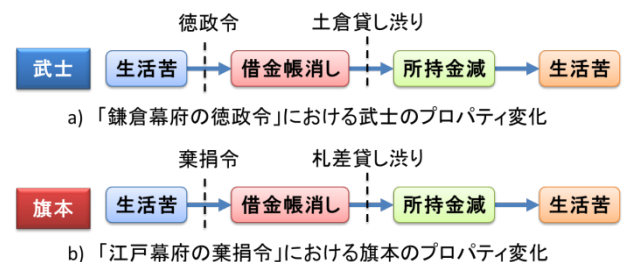 徳政令 土倉貸し渋り
武士 生活苦 借金帳消し 所持金減 生活苦
a) 「鎌倉幕府の徳政令」における武士のプロパティ変化
棄捐令 札差貸し渋り
旗本 生活苦 借金帳消し 所持金減 生活苦
b) 「江戸幕府の棄捐令」における旗本のプロパティ変化